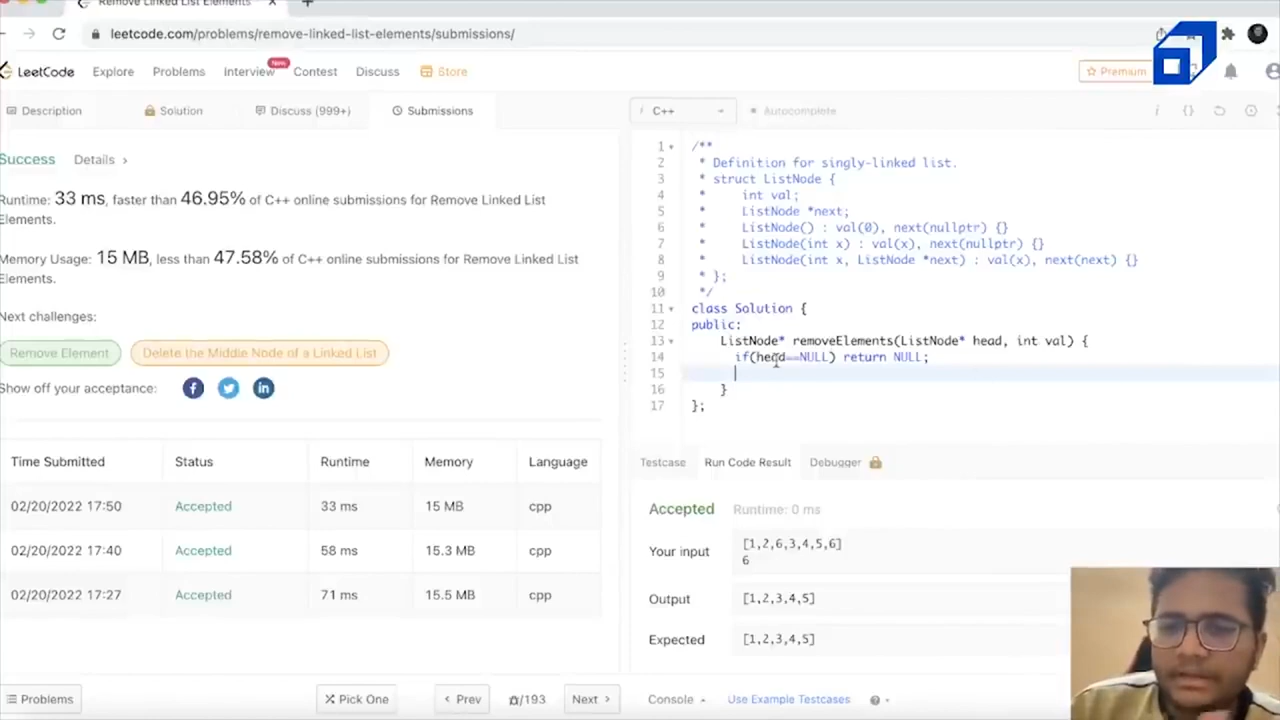 Remove Linked List Elements
leetcode.com/problems/remove-linked-list-elements/submissions/
LeetCode
Explore
Problems
Interview
New
Contest
Discuss
Store
Premium
Description
Solution
Discuss (999+)
Submissions
i C++
Autocomplete
Success
Details >
Runtime: 33 ms, faster than 46.95% of C++ online submissions for Remove Linked List
Elements.
Memory Usage: 15 MB, less than 47.58% of C++ online submissions for Remove Linked List
Elements.
Next challenges:
Remove Element
Delete the Middle Node of a Linked List
Show off your acceptance:
Time Submitted Status Runtime Memory Language
02/20/2022 17:50 Accepted 33 ms 15 MB cpp
02/20/2022 17:40 Accepted 58 ms 15.3 MB cpp
02/20/2022 17:27 Accepted 71 ms 15.5 MB cpp
Problems
Pick One
< Prev
/193
Next >
1 /**
2 * Definition for singly-linked list.
3 * struct ListNode {
4 * int val;
5 * ListNode *next;
6 * ListNode() : val(0), next(nullptr) {}
7 * ListNode(int x) : val(x), next(nullptr) {}
8 * ListNode(int x, ListNode *next) : val(x), next(next) {}
9 * };
10 */
11 class Solution {
12 public:
13 ListNode* removeElements(ListNode* head, int val) {
14 if(head==NULL) return NULL;
15
16 }
17 };
Testcase
Run Code Result
Debugger
Accepted
Runtime: 0 ms
Your input
[1,2,6,3,4,5,6]
6
Output
[1,2,3,4,5]
Expected
[1,2,3,4,5]
Console
Use Example Testcases